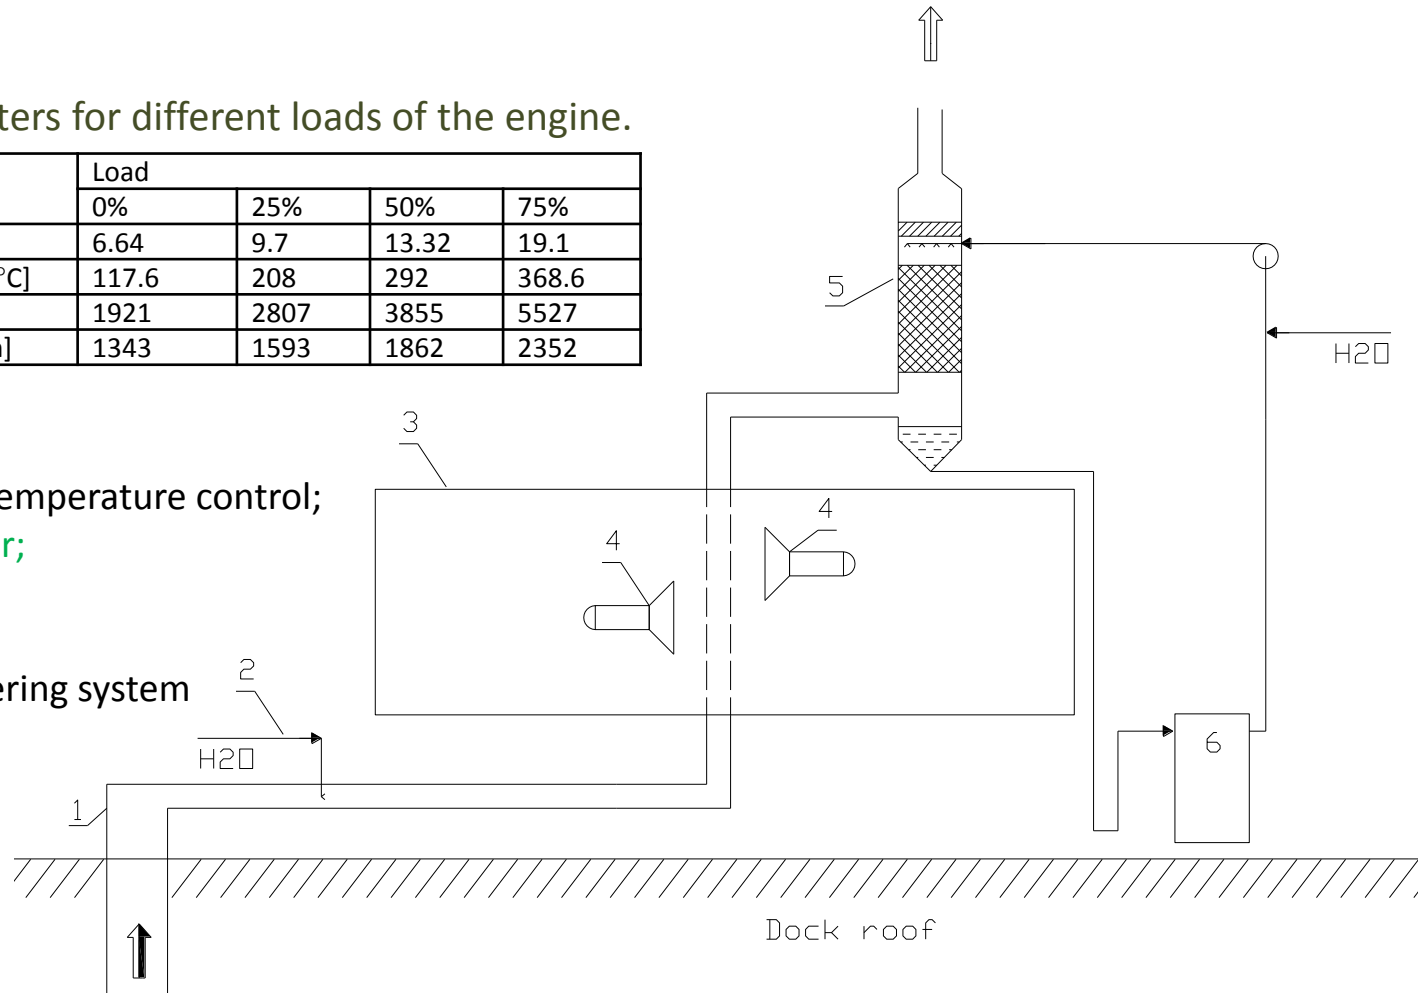 ters for different loads of the engine.
Load
0% 25% 50% 75%
6.64 9.7 13.32 19.1
°C] 117.6 208 292 368.6
1921 2807 3855 5527
] 1343 1593 1862 2352
5
H2O
3
temperature control;
r;
4
4
ering system
2
H2O
6
1
Dock roof